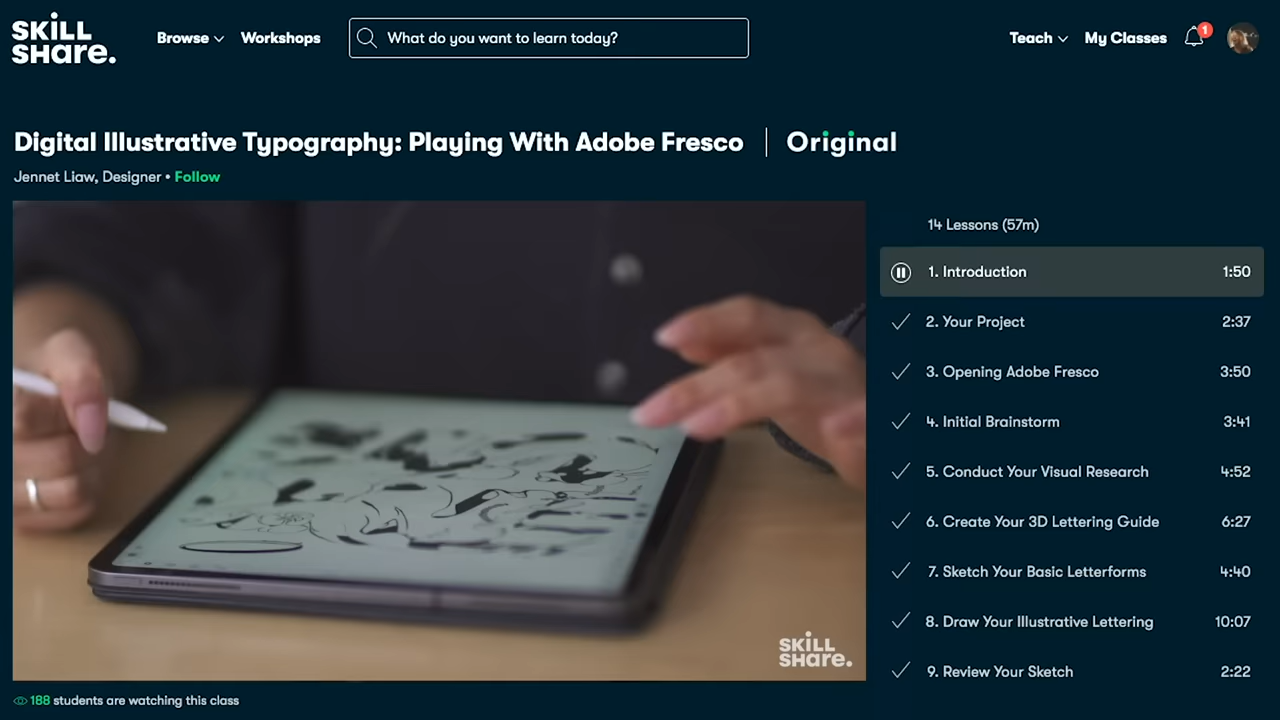 SKILL
SHARE.
Browse
Workshops
What do you want to learn today?
Teach
My Classes
1
Digital Illustrative Typography: Playing With Adobe Fresco | Original
Jennet Liaw, Designer • Follow
14 Lessons (57m)
1. Introduction 1:50
2. Your Project 2:37
3. Opening Adobe Fresco 3:50
4. Initial Brainstorm 3:41
5. Conduct Your Visual Research 4:52
6. Create Your 3D Lettering Guide 6:27
7. Sketch Your Basic Letterforms 4:40
8. Draw Your Illustrative Lettering 10:07
9. Review Your Sketch 2:22
SKILL
SHARE.
188 students are watching this class